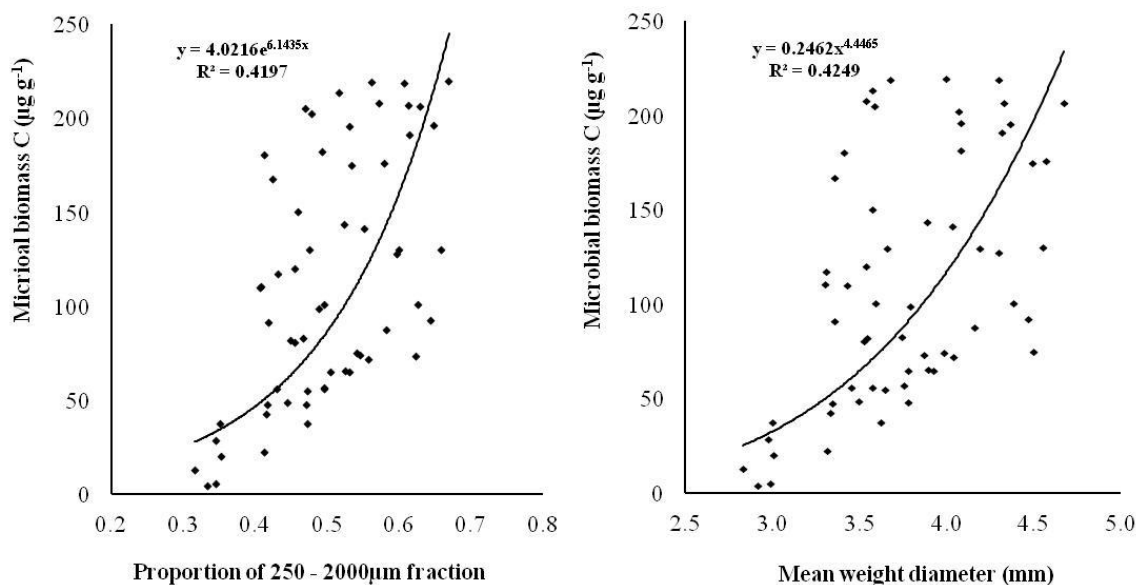 250
200
150
100
50
0
Micrioal biomass C (µg g⁻¹)
y = 4.0216e^6.1435x
R² = 0.4197
0.2 0.3 0.4 0.5 0.6 0.7 0.8
Proportion of 250 - 2000µm fraction
250
200
150
100
50
0
Microbial biomass C (µg g⁻¹)
y = 0.2462x^4.4465
R² = 0.4249
2.5 3.0 3.5 4.0 4.5 5.0
Mean weight diameter (mm)